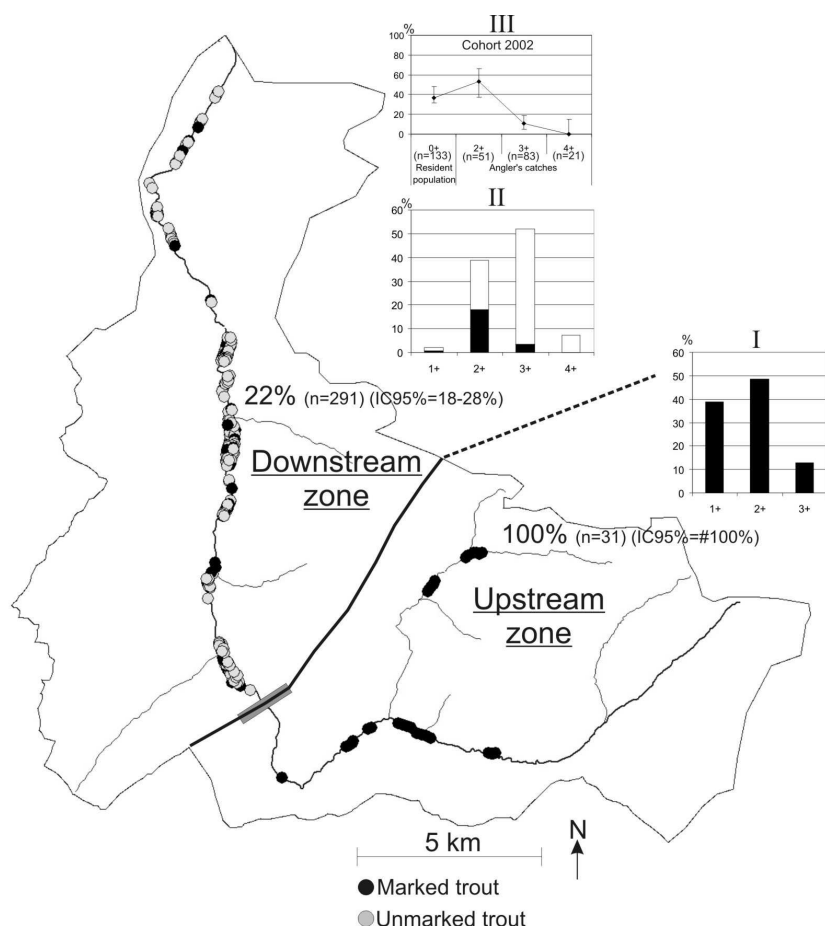 III
%
Cohort 2002
100
80
60
40
20
0
0+ 2+ 3+ 4+
(n=133) (n=51) (n=83) (n=21)
Resident population
Angler's catches
II
%
60
50
40
30
20
10
0
1+ 2+ 3+ 4+
I
%
60
50
40
30
20
10
0
1+ 2+ 3+
22% (n=291) (IC95%=18-28%)
Downstream
zone
100% (n=31) (IC95%=#100%)
Upstream
zone
5 km
N
Marked trout
Unmarked trout